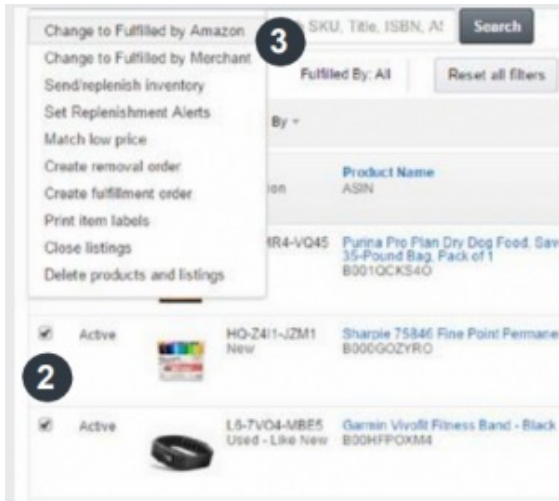 Change to Fulfilled by Amazon
3
SKU, Title, ISBN, AS
Search
Change to Fulfilled by Merchant
Send/replenish inventory
Fulfilled By: All
Reset all filters
Set Replenishment Alerts
By
Match low price
Create removal order
Product Name
Create fulfillment order
ion
ASIN
Print item labels
Close listings
MR4-VQ45
Purina Pro Plan Dry Dog Food, Sav
35-Pound Bag, Pack of 1
Delete products and listings
B001OCKS4O
Active
HQ-Z4I1-JZM1
Sharpie 75846 Fine Point Permane
New
B000GOZYRO
2
Active
L6-7VO4-MBE5
Garmin Vivofit Fitness Band - Black
Used - Like New
B00HFPOXM4